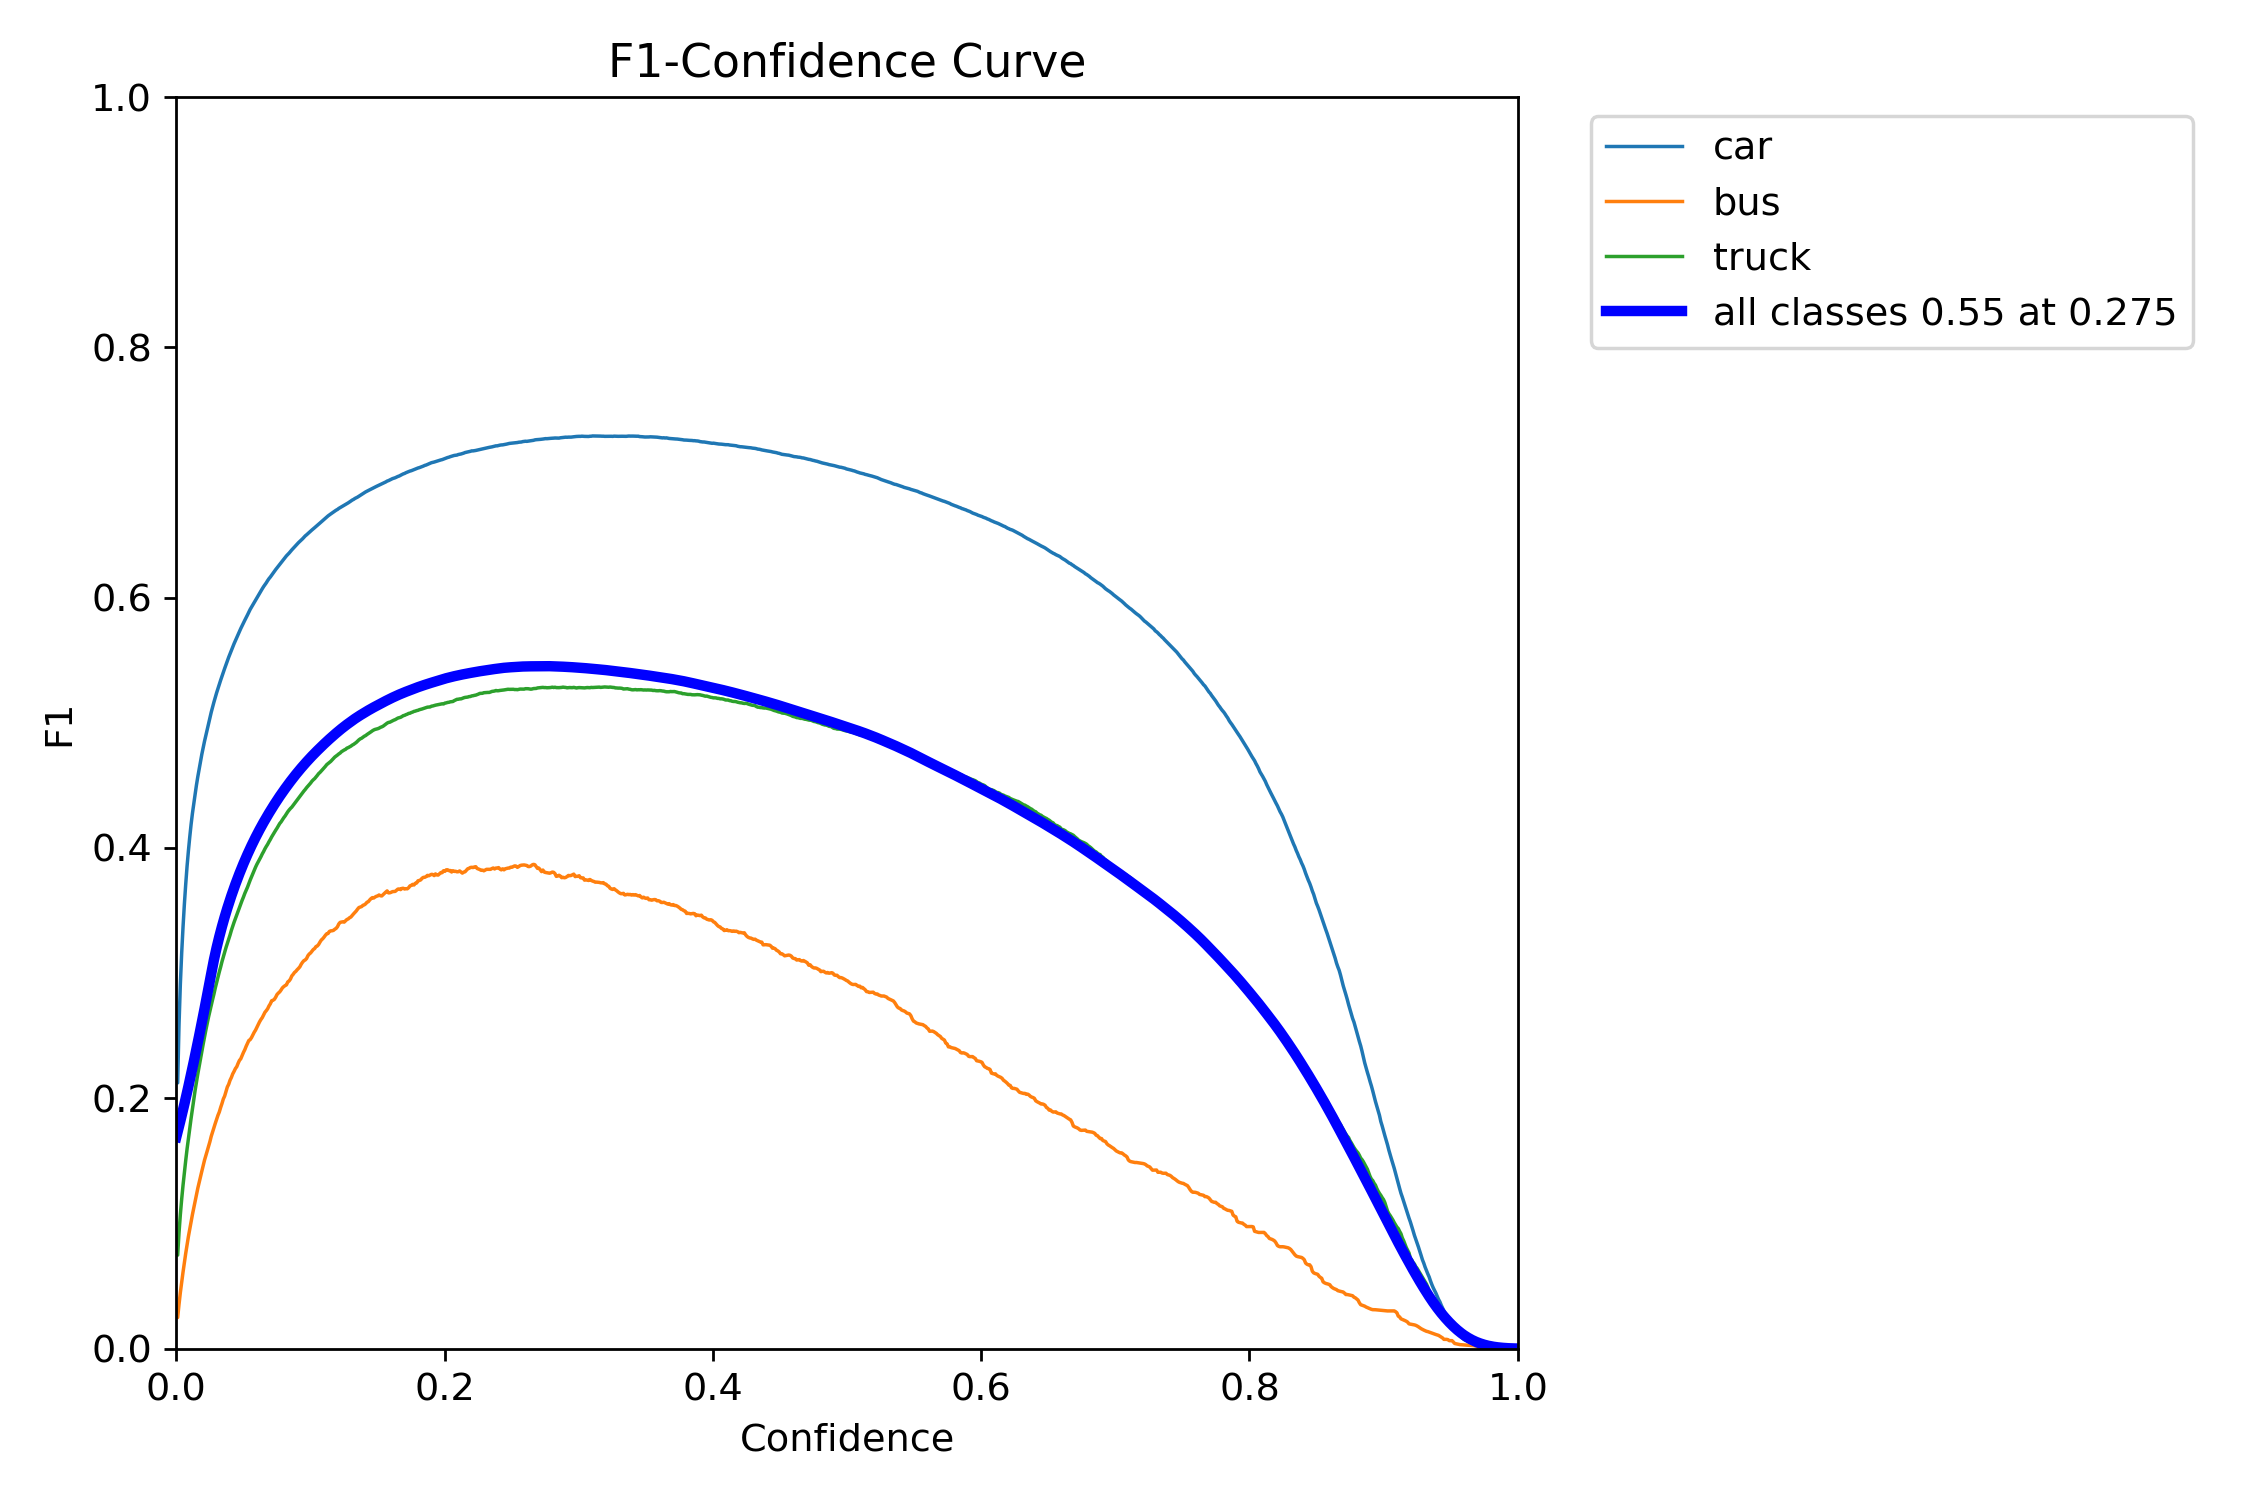 F1-Confidence Curve
1.0
0.8
0.6
0.4
0.2
0.0
F1
0.0 0.2 0.4 0.6 0.8 1.0
Confidence
car
bus
truck
all classes 0.55 at 0.275